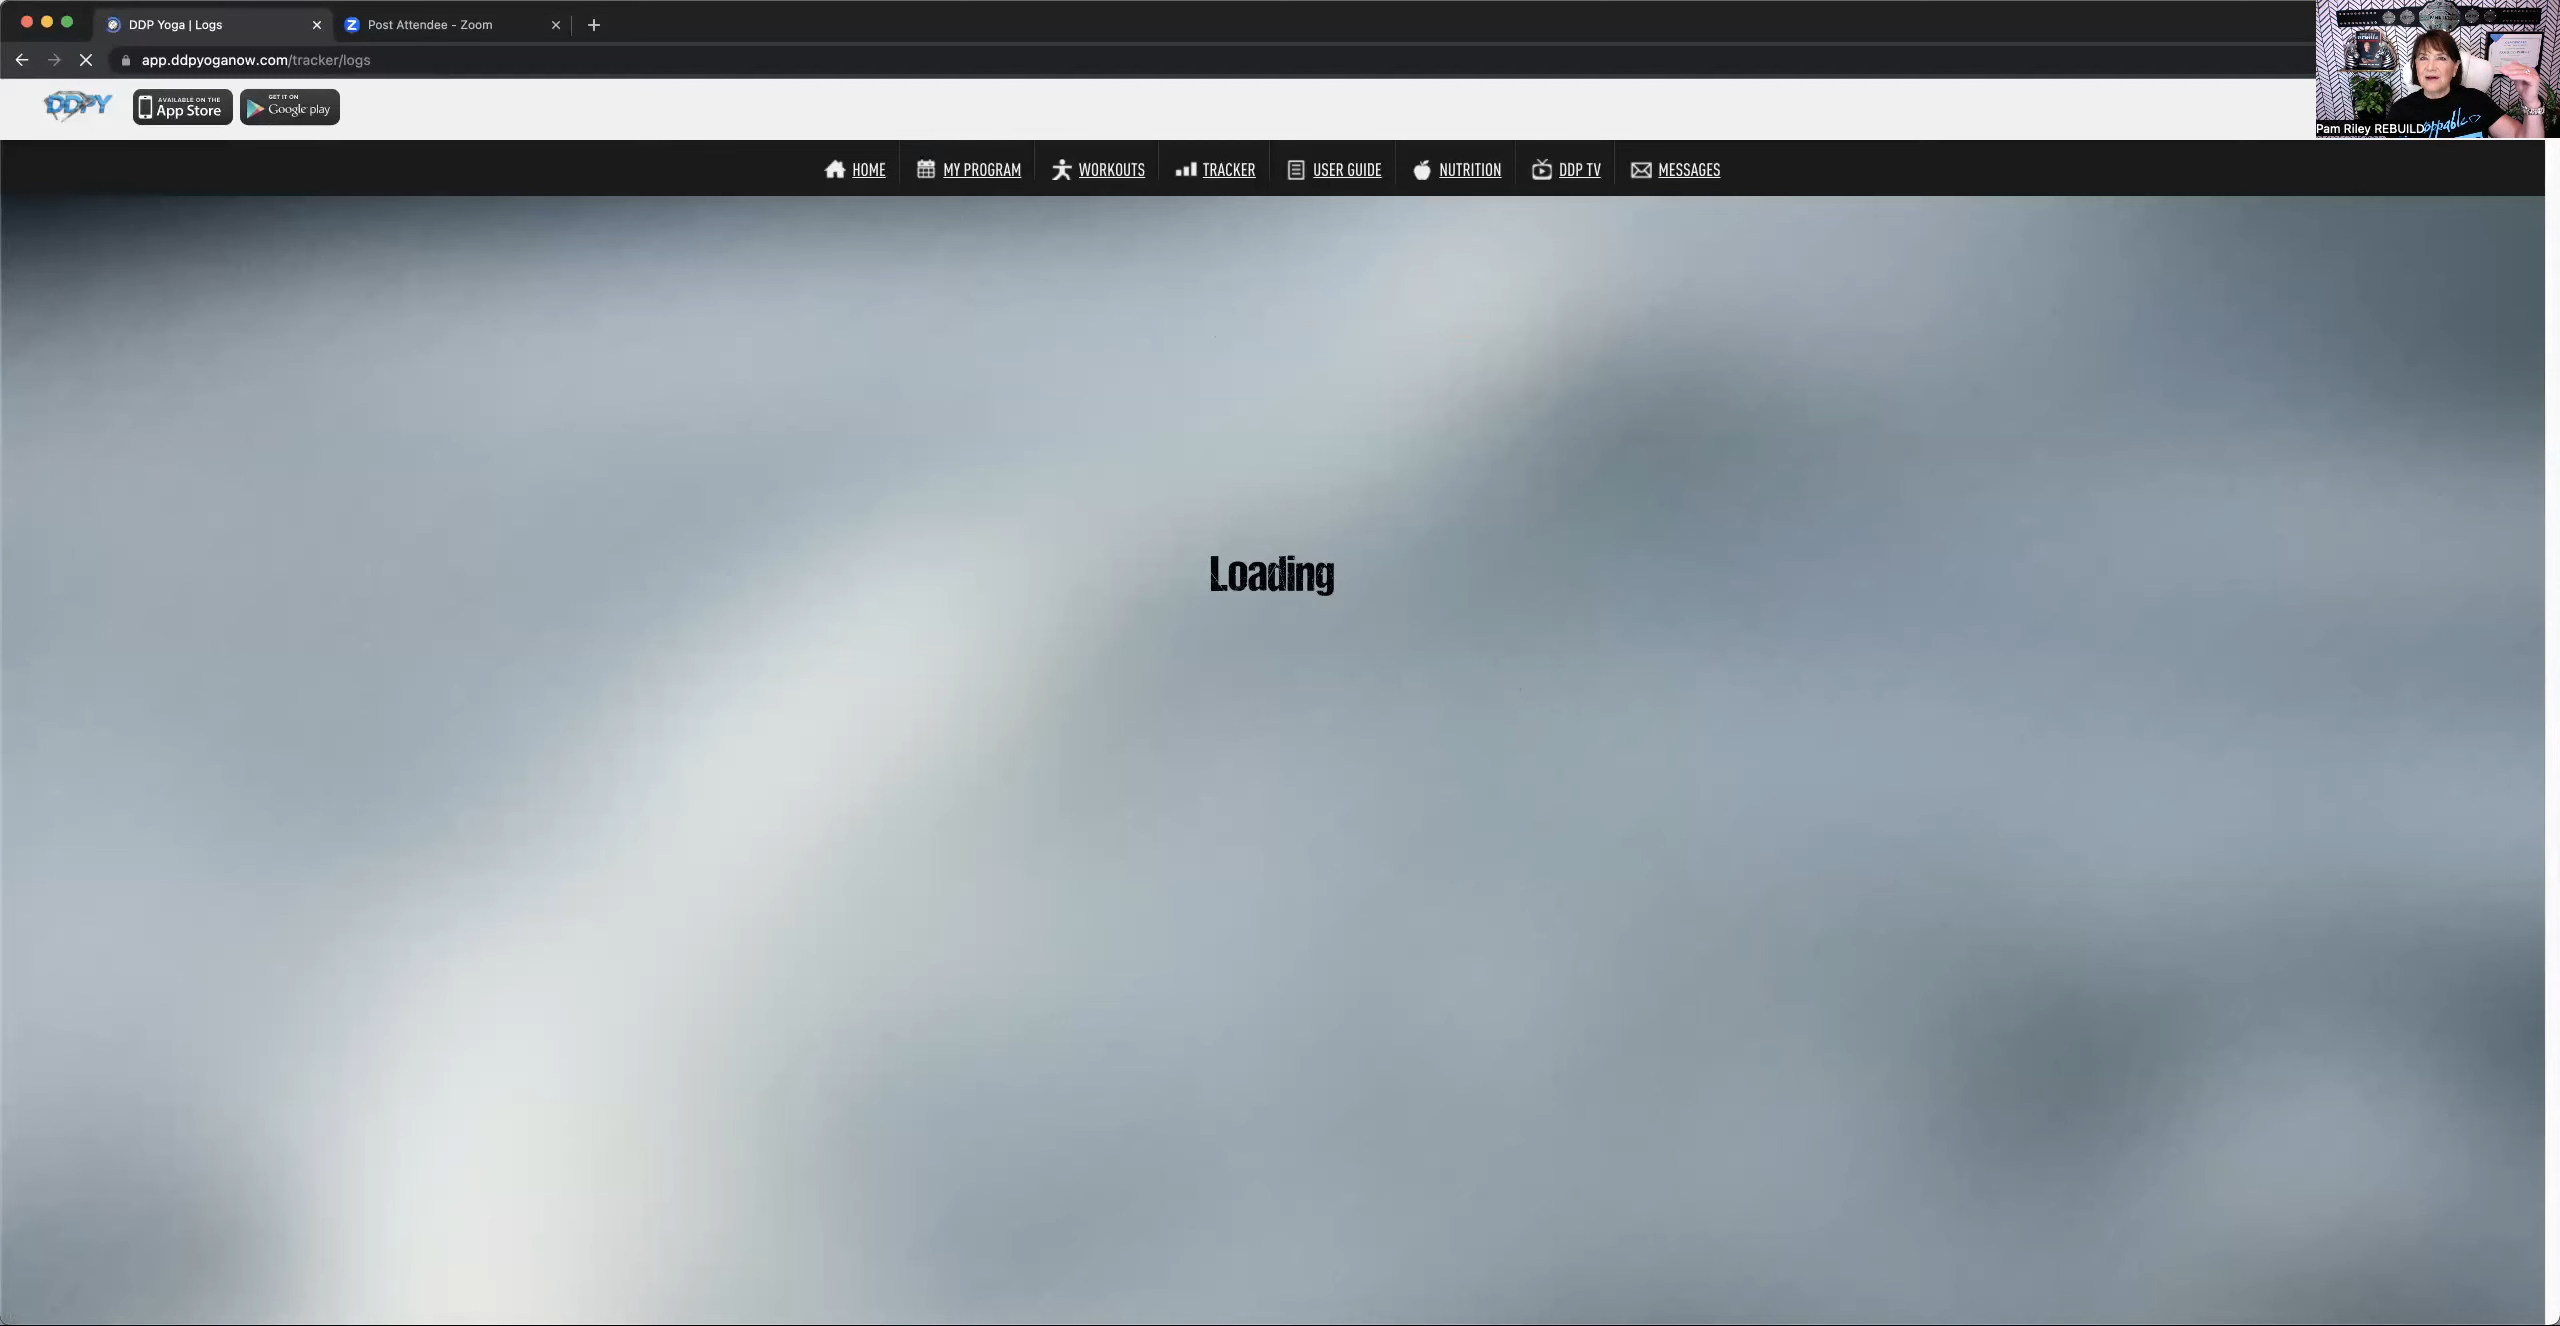 DDP Yoga | Logs
Post Attendee - Zoom
app.ddpyoganow.com/tracker/logs
DDPY
AVAILABLE ON THE
App Store
GET IT ON
Google play
Pam Riley REBUILD
HOME
MY PROGRAM
WORKOUTS
TRACKER
USER GUIDE
NUTRITION
DDP TV
MESSAGES
Loading